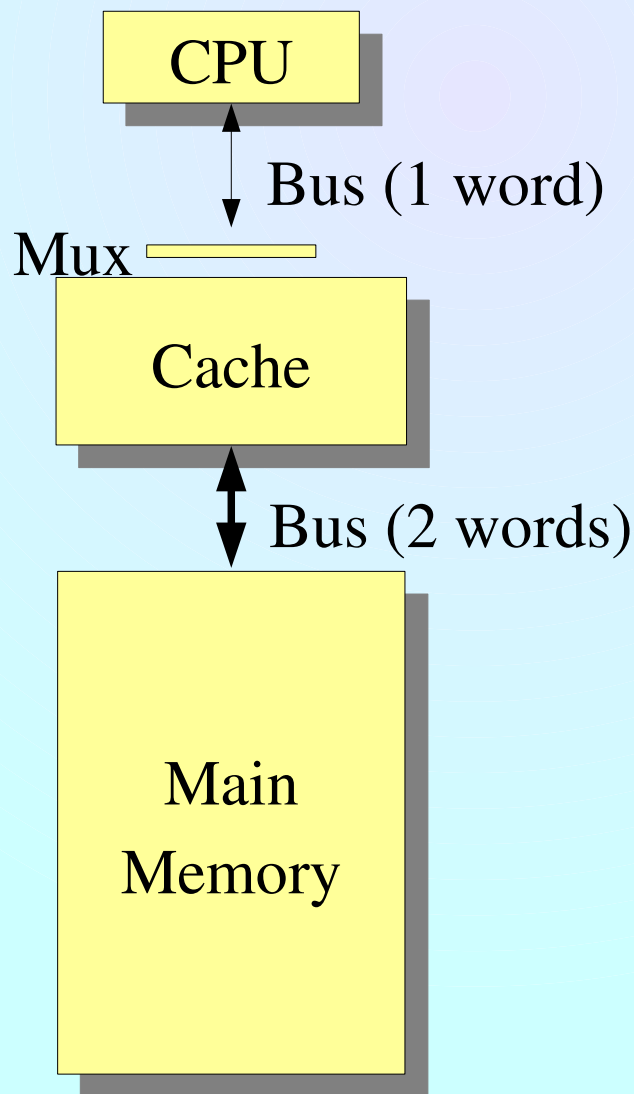 CPU
Bus (1 word)
Mux
Cache
Bus (2 words)
Main
Memory